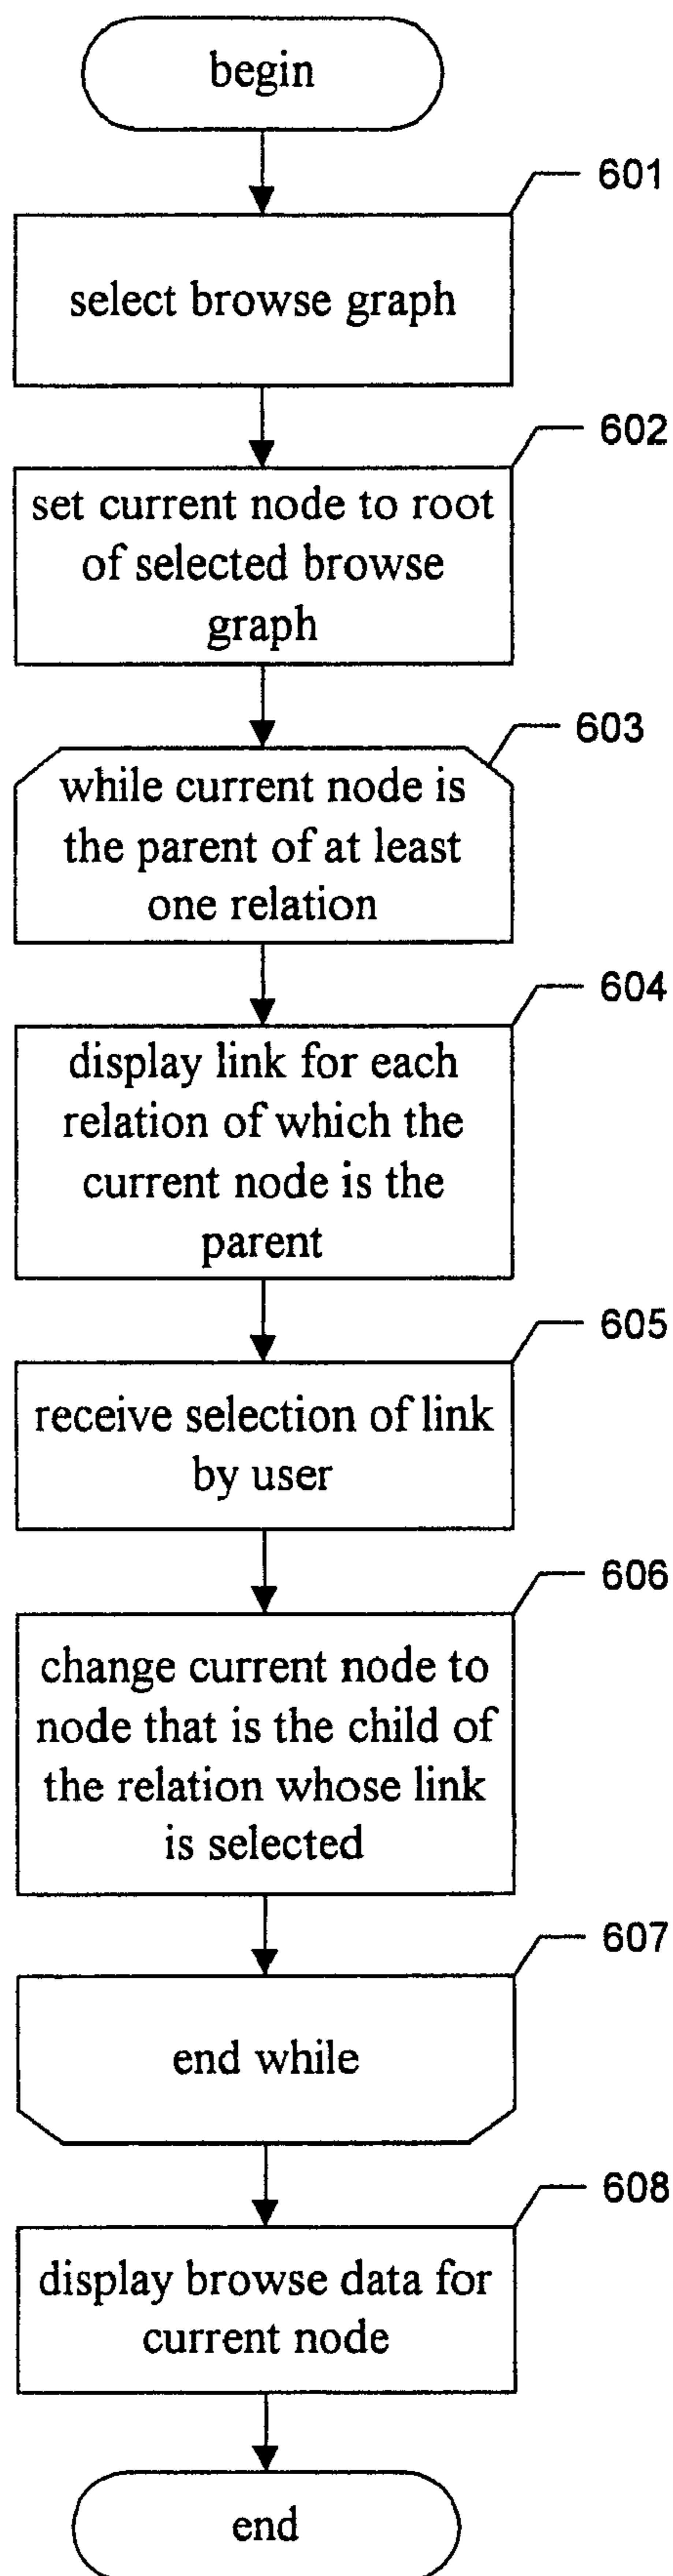 begin
601
select browse graph
602
set current node to root
of selected browse
graph
603
while current node is
the parent of at least
one relation
604
display link for each
relation of which the
current node is the
parent
605
receive selection of link
by user
606
change current node to
node that is the child of
the relation whose link
is selected
607
end while
608
display browse data for
current node
end